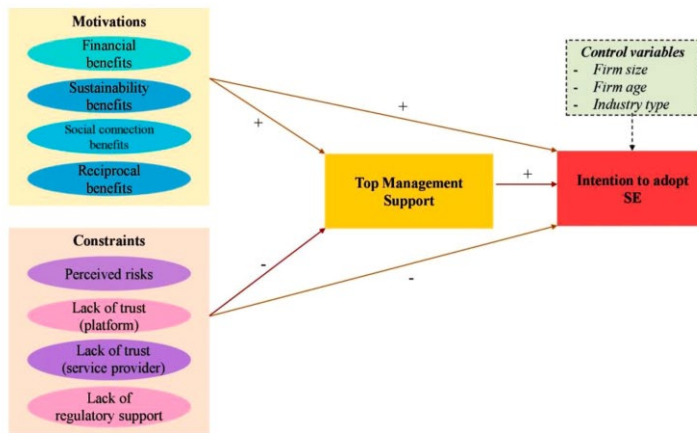 Motivations
Financial
benefits
Sustainability
benefits
Social connection
benefits
Reciprocal
benefits
Constraints
Perceived risks
Lack of trust
(platform)
Lack of trust
(service provider)
Lack of
regulatory support
+
+
-
-
Top Management
Support
+
Control variables
- Firm size
- Firm age
- Industry type
Intention to adopt
SE